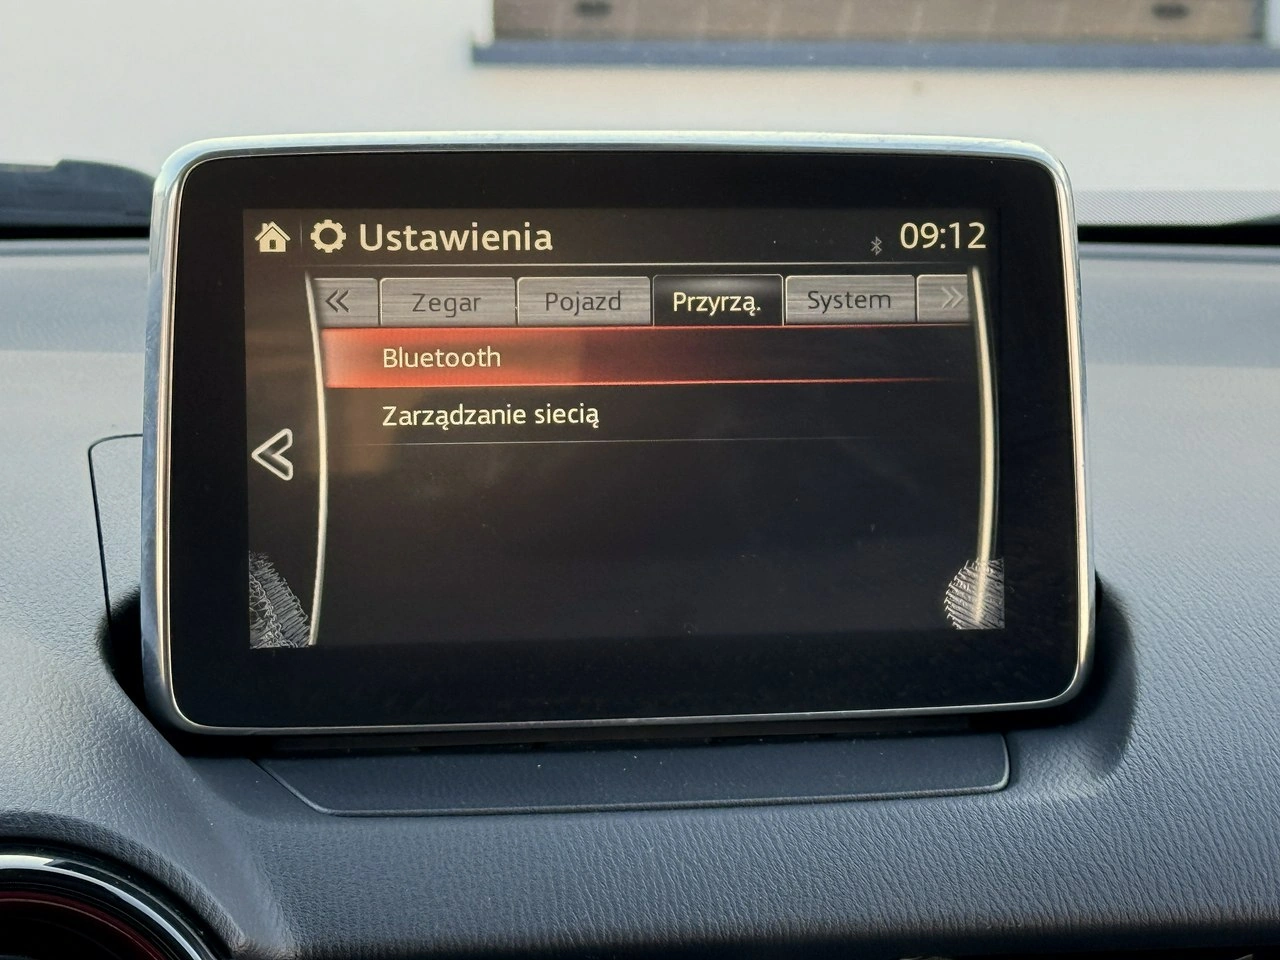 Ustawienia
09:12
Zegar
Pojazd
Przyrzą.
System
Bluetooth
Zarządzanie siecią